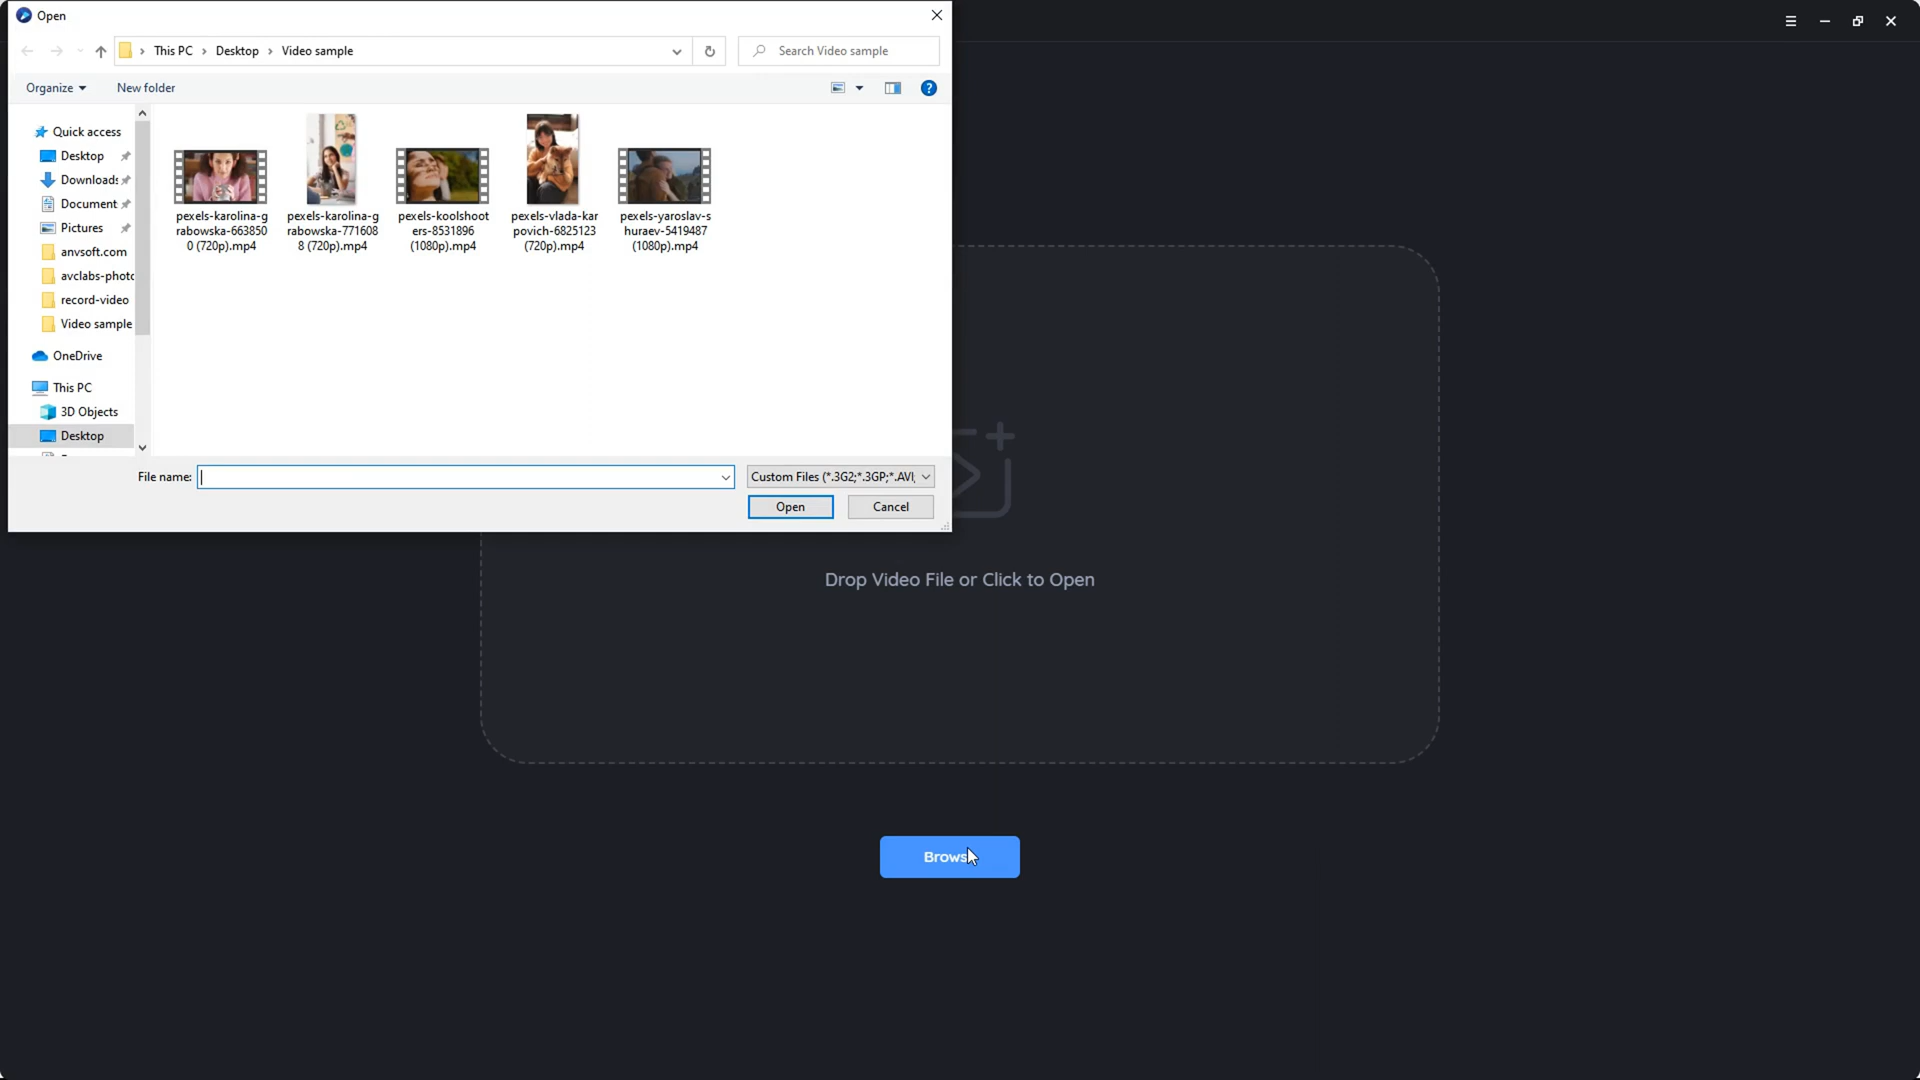 Open
This PC > Desktop > Video sample
Search Video sample
Organize
New folder
Quick access
Desktop
Downloads
Document
Pictures
anvsoft.com
avclabs-phot
record-video
Video sample
OneDrive
This PC
3D Objects
Desktop
pexels-karolina-g
rabowska-663850
0 (720p).mp4
pexels-karolina-g
rabowska-771608
8 (720p).mp4
pexels-koolshoot
ers-8531896
(1080p).mp4
pexels-vlada-kar
povich-6825123
(720p).mp4
pexels-yaroslav-s
huraev-5419487
(1080p).mp4
File name:
Custom Files (*.3G2;*.3GP;*.AVI;
Open
Cancel
Drop Video File or Click to Open
Brows